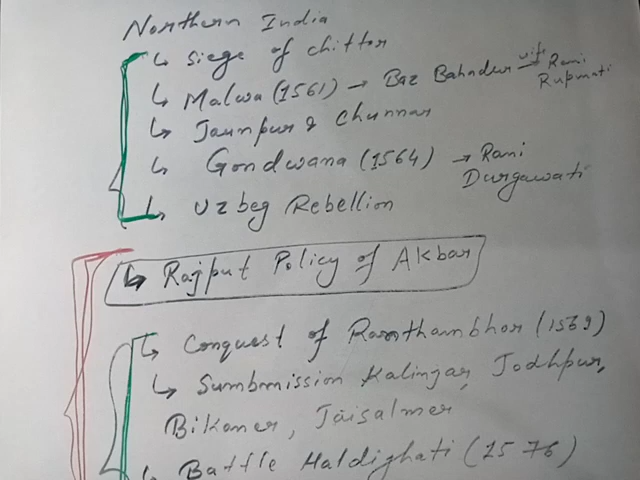 Northern India
↳ siege of chittor
↳ Malwa (1561) → Baz Bahadur wife → Rani Rupmati
↳ Jaunpur & Chunnar
↳ Gondwana (1564) → Rani Durgawati
↳ Uzbeg Rebellion
↳ Rajput Policy of Akbar
↳ Conquest of Ranthambhor (1569)
↳ Sumbmission Kalingar, Jodhpur,
Bikaner, Jaisalmer
↳ Battle Haldighati (1576)